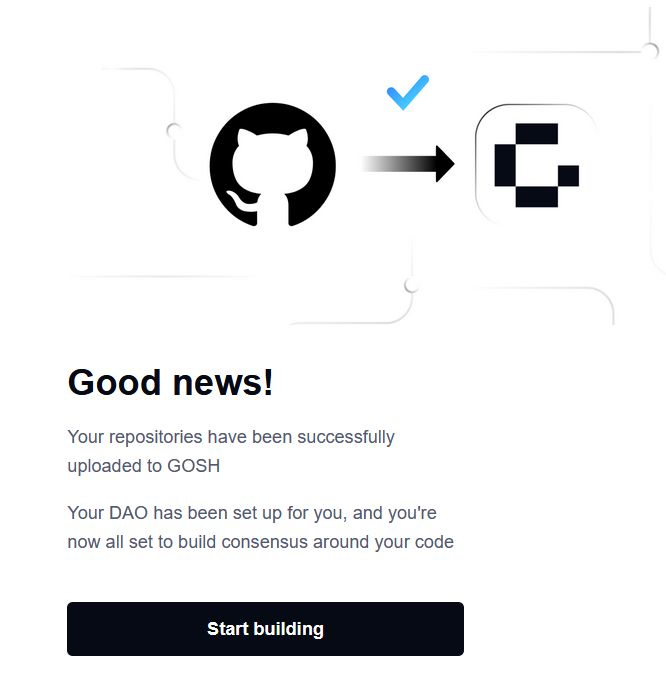 Good news!
Your repositories have been successfully
uploaded to GOSH
Your DAO has been set up for you, and you're
now all set to build consensus around your code
Start building